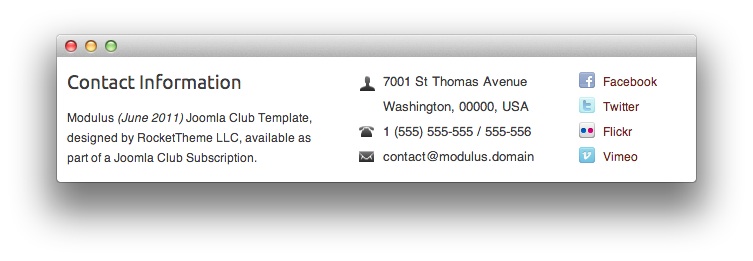 Contact Information
Modulus (June 2011) Joomla Club Template,
designed by RocketTheme LLC, available as
part of a Joomla Club Subscription.
7001 St Thomas Avenue
Washington, 00000, USA
1 (555) 555-555 / 555-556
contact@modulus.domain
Facebook
Twitter
Flickr
Vimeo